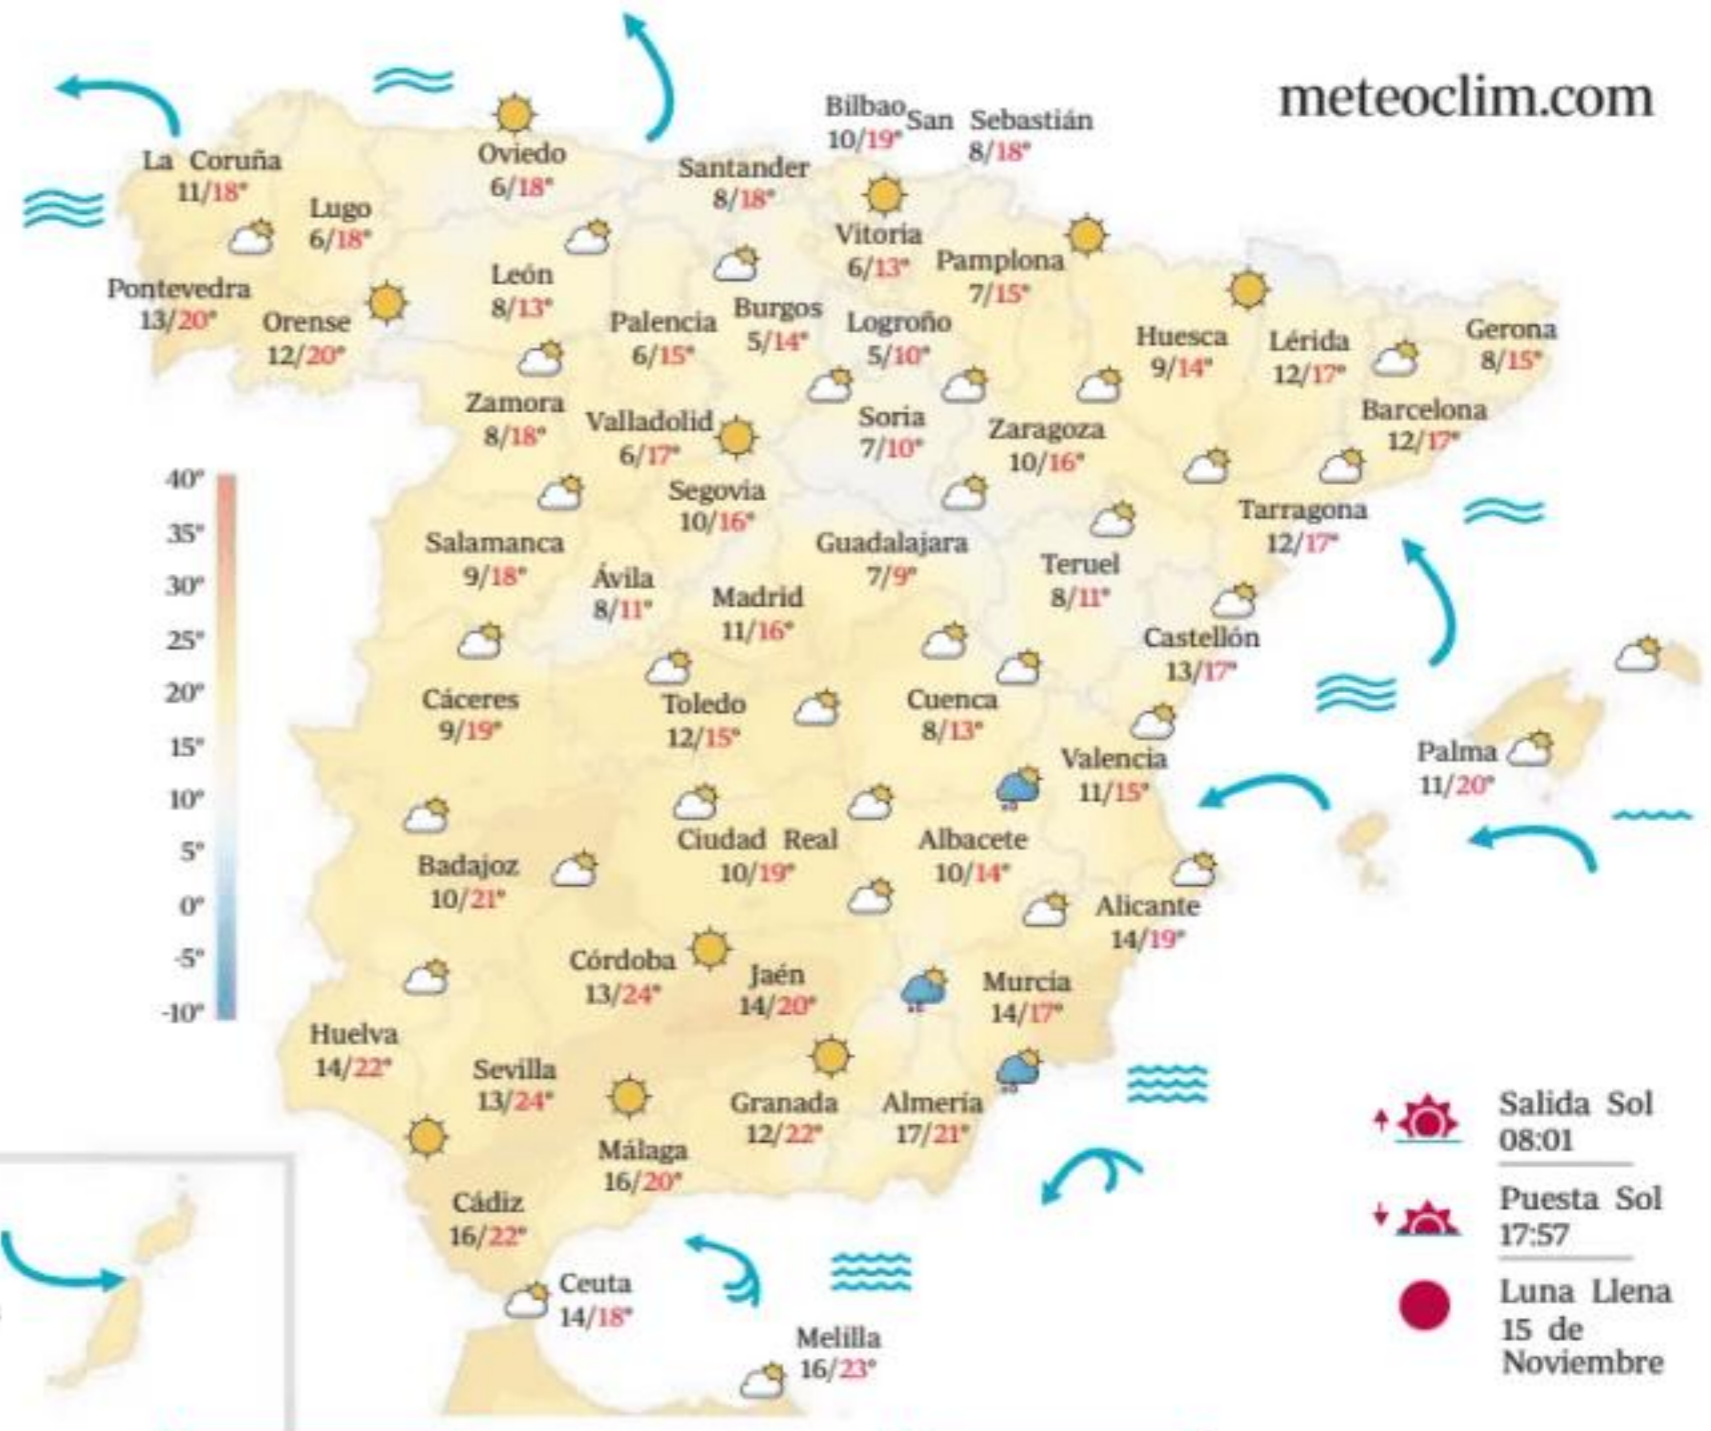 meteoclim.com
La Coruña
11/18°
Lugo
6/18°
Oviedo
6/18°
Santander
8/18°
Bilbao
10/19°
San Sebastián
8/18°
Vitoria
6/13°
Pamplona
7/15°
Pontevedra
13/20°
Orense
12/20°
León
8/13°
Palencia
6/15°
Burgos
5/14°
Logroño
5/10°
Huesca
9/14°
Lérida
12/17°
Gerona
8/15°
Zamora
8/18°
Valladolid
6/17°
Soria
7/10°
Zaragoza
10/16°
Barcelona
12/17°
Segovia
10/16°
Tarragona
12/17°
Salamanca
9/18°
Ávila
8/11°
Madrid
11/16°
Guadalajara
7/9°
Teruel
8/11°
Castellón
13/17°
Cáceres
9/19°
Toledo
12/15°
Cuenca
8/13°
Valencia
11/15°
Palma
11/20°
Badajoz
10/21°
Ciudad Real
10/19°
Albacete
10/14°
Alicante
14/19°
Córdoba
13/24°
Jaén
14/20°
Murcia
14/17°
Huelva
14/22°
Sevilla
13/24°
Granada
12/22°
Almería
17/21°
Málaga
16/20°
Cádiz
16/22°
Ceuta
14/18°
Melilla
16/23°
40°
35°
30°
25°
20°
15°
10°
5°
0°
-5°
-10°
Salida Sol
08:01
Puesta Sol
17:57
Luna Llena
15 de
Noviembre